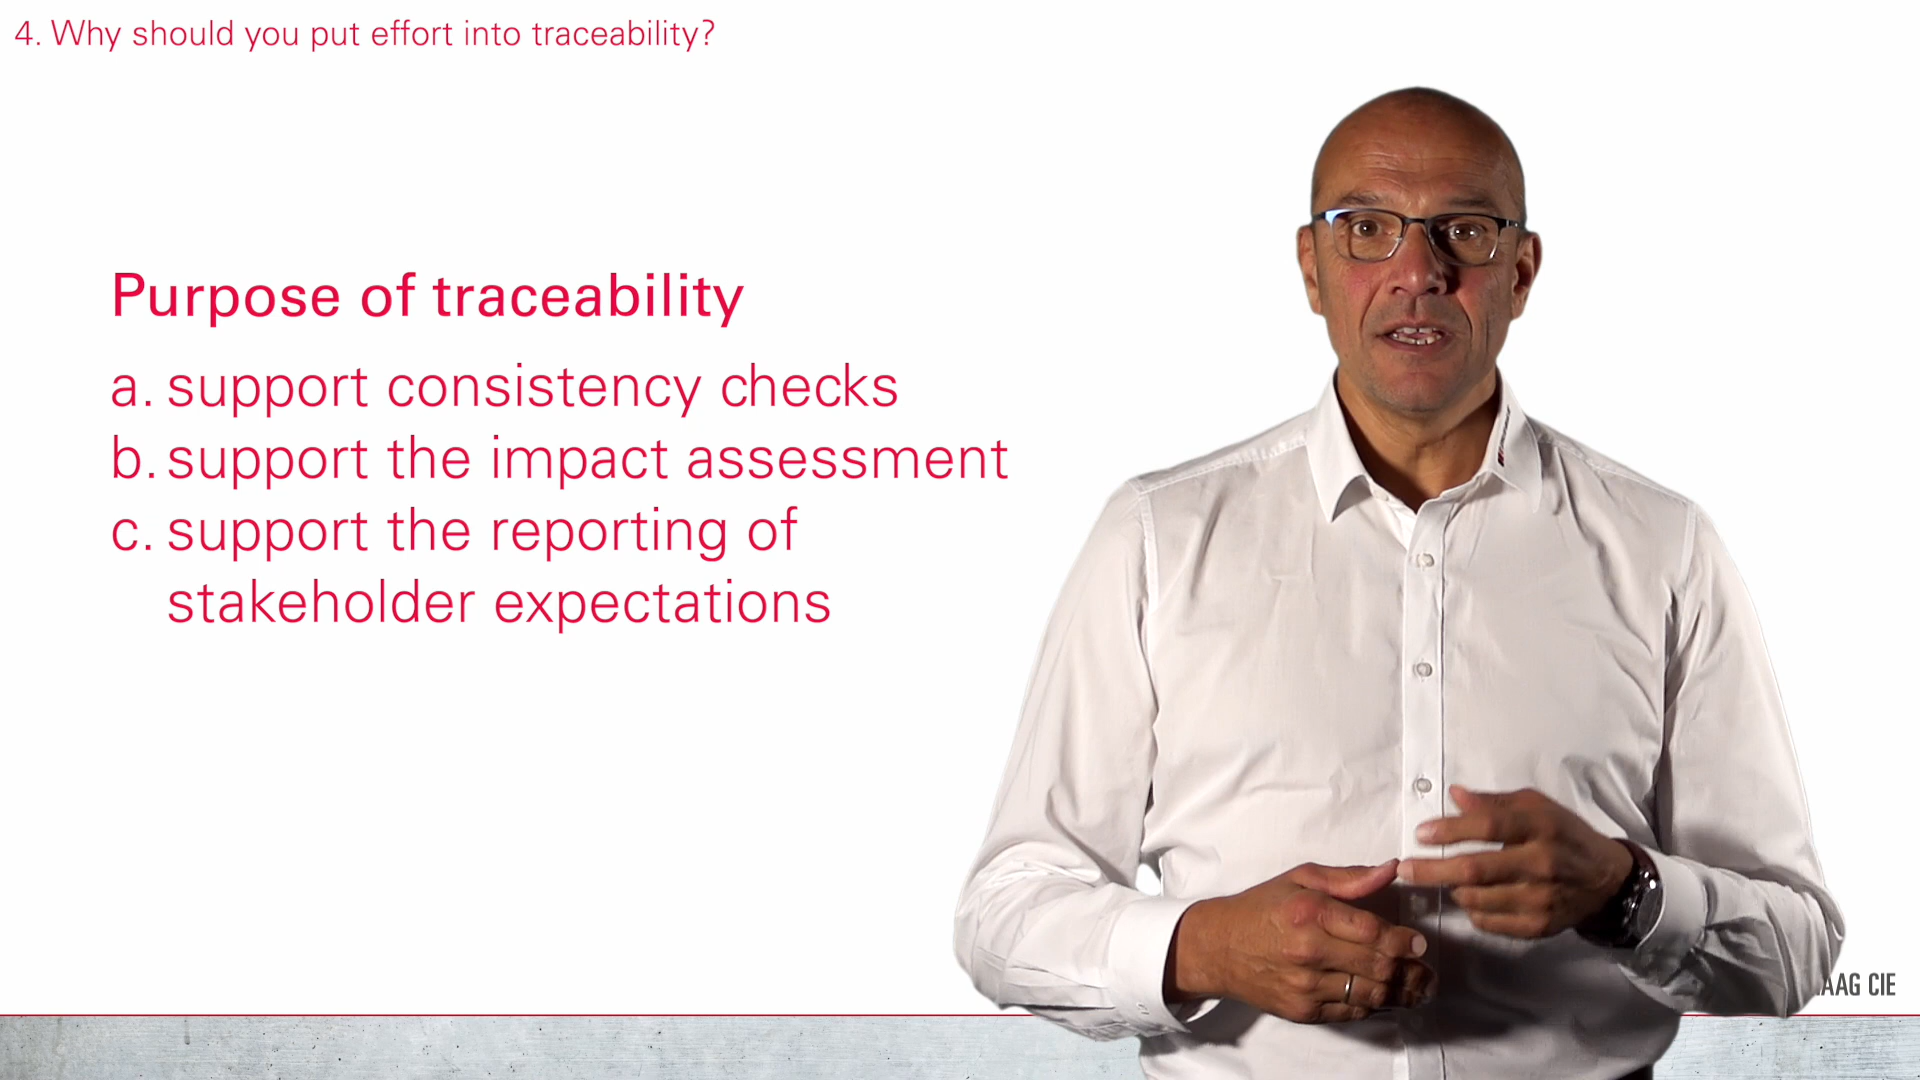 4. Why should you put effort into traceability?
Purpose of traceability
a. support consistency checks
b. support the impact assessment
c. support the reporting of
stakeholder expectations
CIE